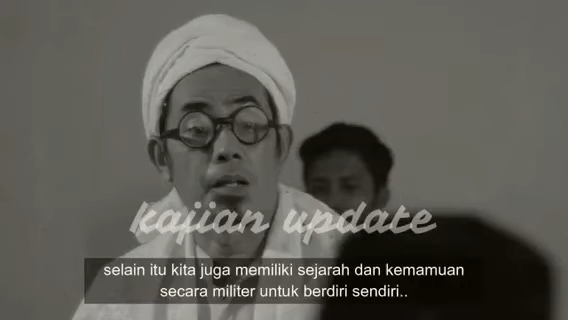 kajian update
selain itu kita juga memiliki sejarah dan kemamuan
secara militer untuk berdiri sendiri..